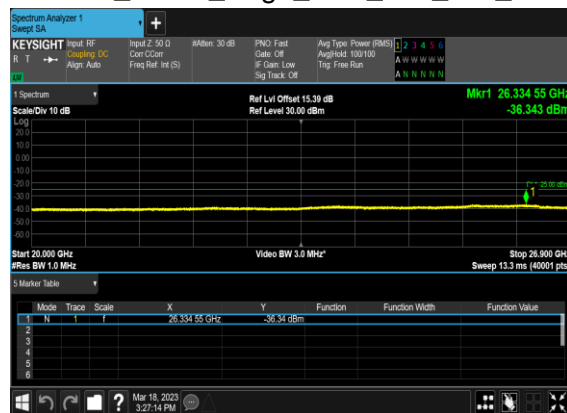 Spectrum Analyzer 1
Swept SA
+
KEYSIGHT Input: RF Input Z: 50 Ω #Atten: 30 dB PNO: Fast Avg Type: Power (RMS) 1 2 3 4 5 6
R T Coupling: DC Corr CCorr Gate: Off Avg|Hold: 100/100 A W W W W W
Align: Auto Freq Ref: Int (S) IF Gain: Low Trig: Free Run
Sig Track: Off A N N N N N
1 Spectrum Ref Lvl Offset 15.39 dB Mkr1 26.334 55 GHz
Scale/Div 10 dB Ref Level 30.00 dBm -36.343 dBm
Log
20.0
10.0
0.00
-10.0
-20.0
-25.00 dBm
-30.0
1
-40.0
-50.0
-60.0
Start 20.000 GHz Video BW 3.0 MHz* Stop 26.900 GHz
#Res BW 1.0 MHz Sweep 13.3 ms (40001 pts)
5 Marker Table
Mode Trace Scale X Y Function Function Width Function Value
1 N 1 f 26.334 55 GHz -36.34 dBm
2
3
4
5
6
? Mar 18, 2023
3:27:14 PM